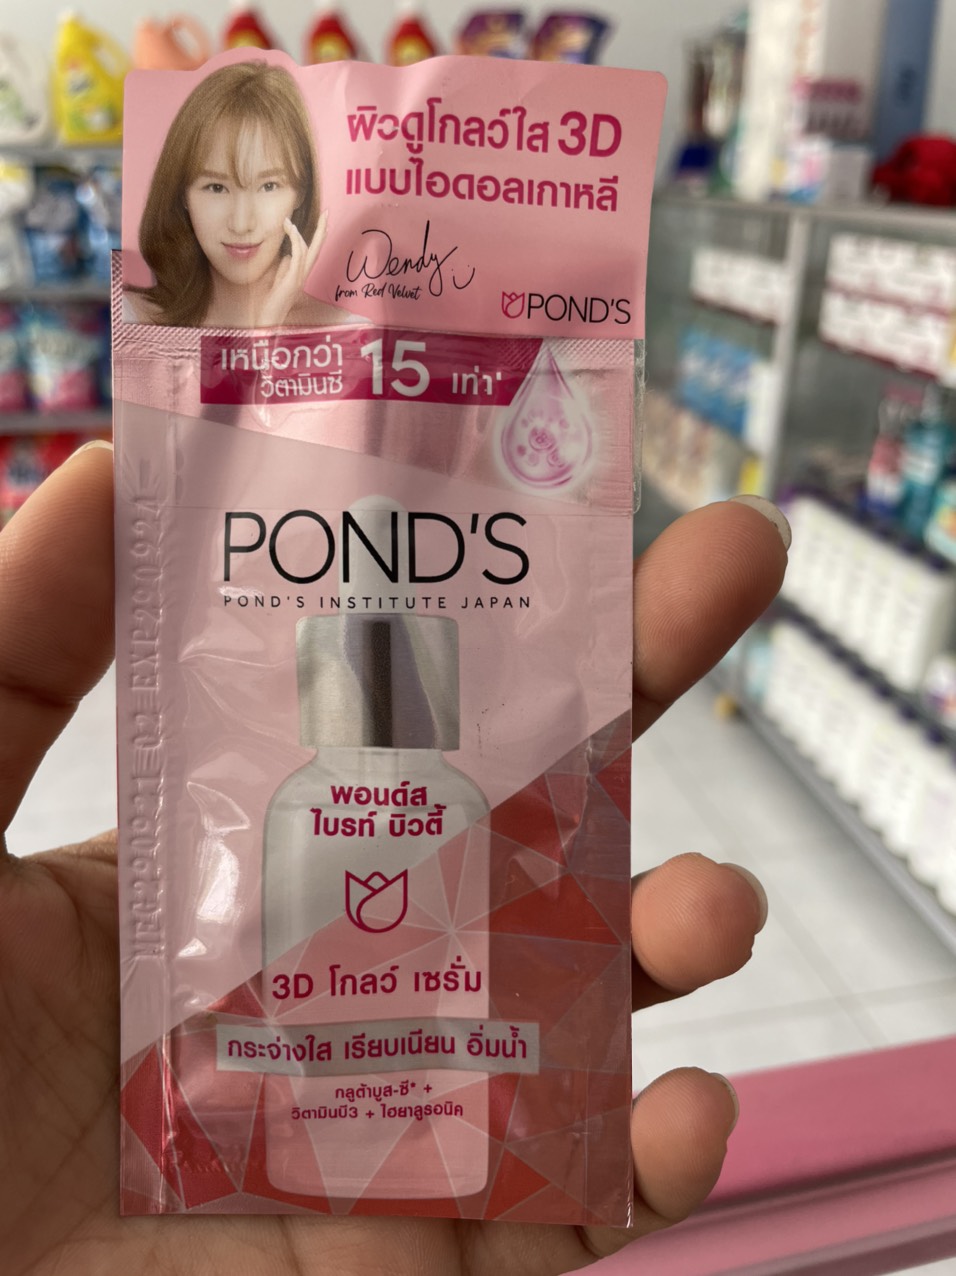 ผิวดูโกลว์ใส 3D
แบบไอดอลเกาหลี
Wendy
from Red Velvet
POND'S
เหนือกว่า
วิตามินซี 15 เท่า'
POND'S
POND'S INSTITUTE JAPAN
พอนด์ส
ไบรท์ บิวตี้
3D โกลว์ เซรั่ม
กระจ่างใส เรียบเนียน อิ่มน้ำ
กลูต้าบูส-ซี* +
วิตามินบี3 + ไฮยาลูรอนิค
EXP290924